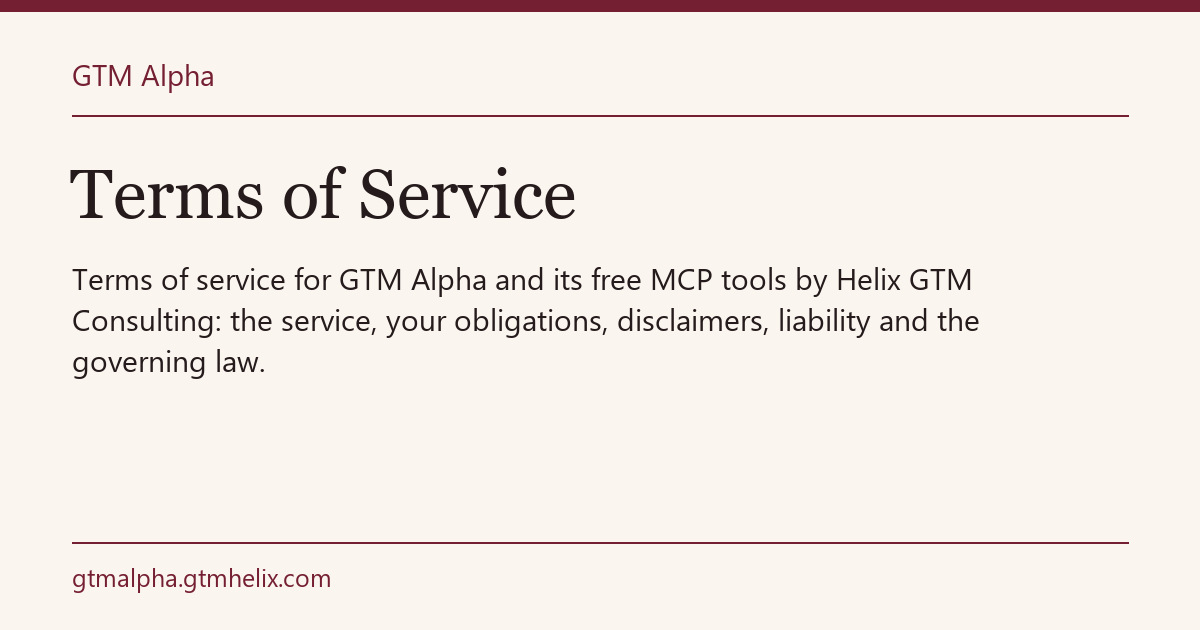 GTM Alpha
Terms of Service
Terms of service for GTM Alpha and its free MCP tools by Helix GTM
Consulting: the service, your obligations, disclaimers, liability and the
governing law.
gtmalpha.gtmhelix.com